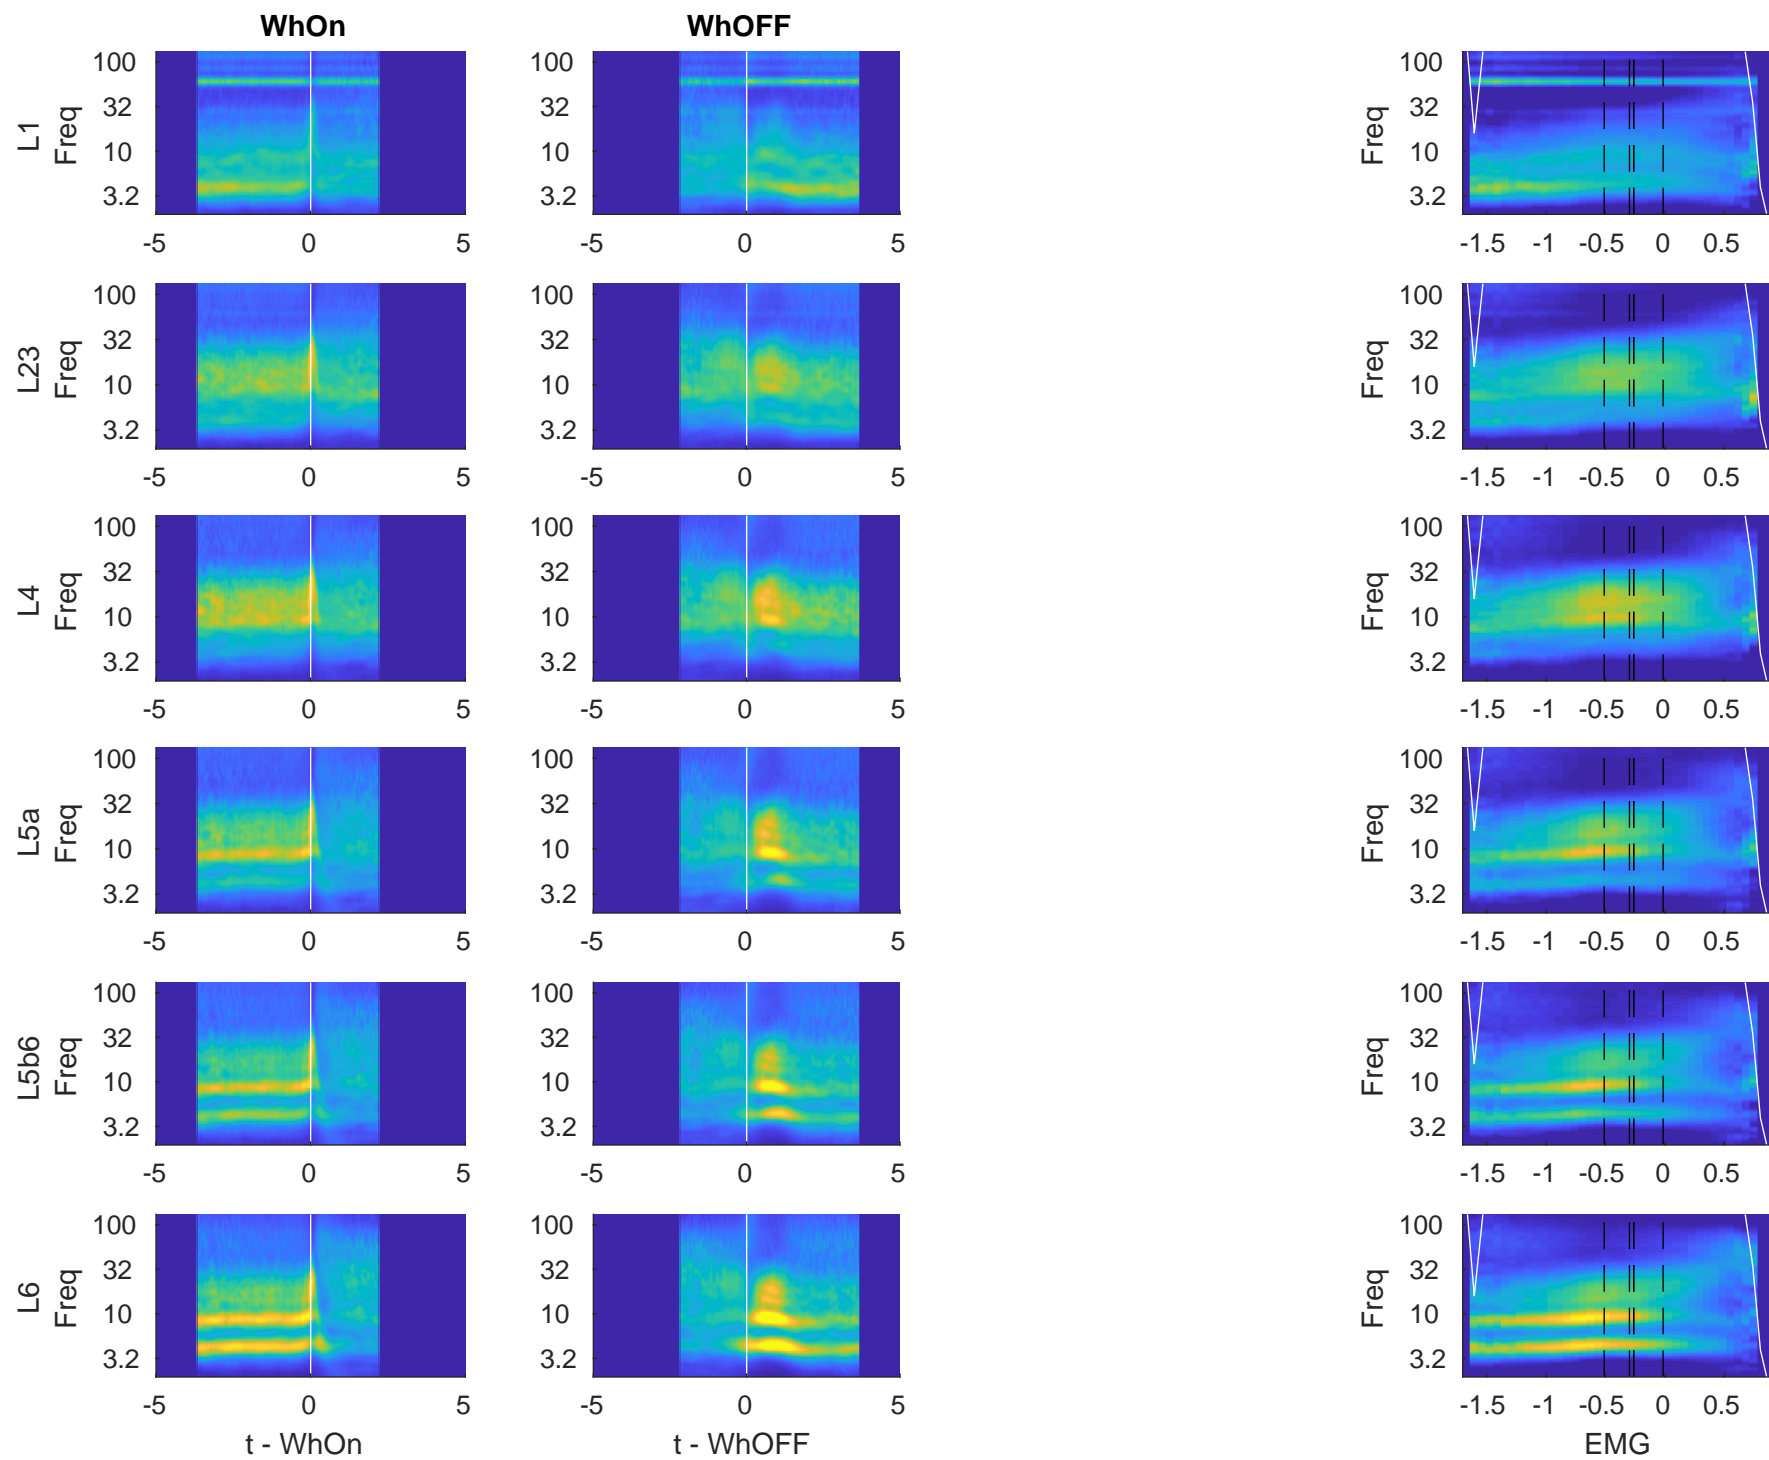 WhOn WhOFF
L1 Freq 100 32 10 3.2 100 32 10 3.2 Freq 100 32 10 3.2
-5 0 5 -5 0 5 -1.5 -1 -0.5 0 0.5
L23 Freq 100 32 10 3.2 100 32 10 3.2 Freq 100 32 10 3.2
-5 0 5 -5 0 5 -1.5 -1 -0.5 0 0.5
L4 Freq 100 32 10 3.2 100 32 10 3.2 Freq 100 32 10 3.2
-5 0 5 -5 0 5 -1.5 -1 -0.5 0 0.5
L5a Freq 100 32 10 3.2 100 32 10 3.2 Freq 100 32 10 3.2
-5 0 5 -5 0 5 -1.5 -1 -0.5 0 0.5
L5b6 Freq 100 32 10 3.2 100 32 10 3.2 Freq 100 32 10 3.2
-5 0 5 -5 0 5 -1.5 -1 -0.5 0 0.5
L6 Freq 100 32 10 3.2 100 32 10 3.2 Freq 100 32 10 3.2
-5 0 5 -5 0 5 -1.5 -1 -0.5 0 0.5
t - WhOn t - WhOFF EMG